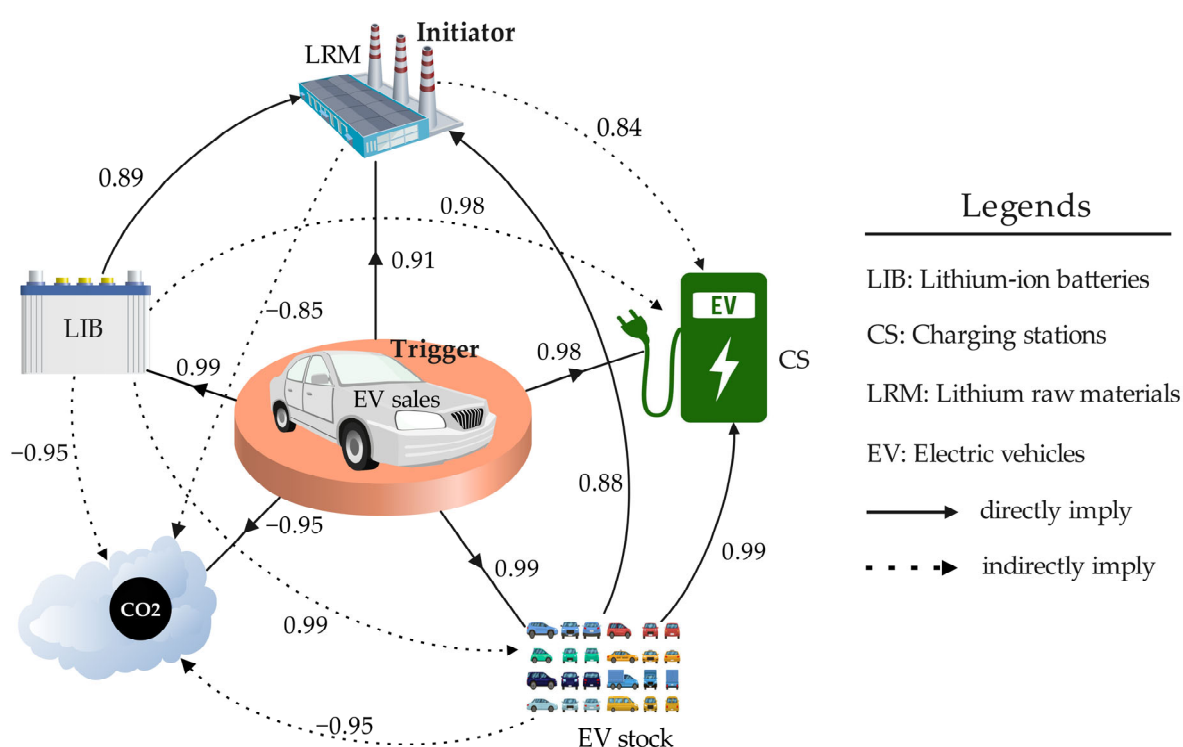 Initiator
LRM
0.84
0.89
0.98
Legends
0.91
LIB: Lithium-ion batteries
EV
LIB
−0.85
CS: Charging stations
Trigger
0.98
CS
0.99
EV sales
LRM: Lithium raw materials
−0.95
EV: Electric vehicles
0.88
−0.95
directly imply
0.99
0.99
indirectly imply
CO2
0.99
−0.95
EV stock